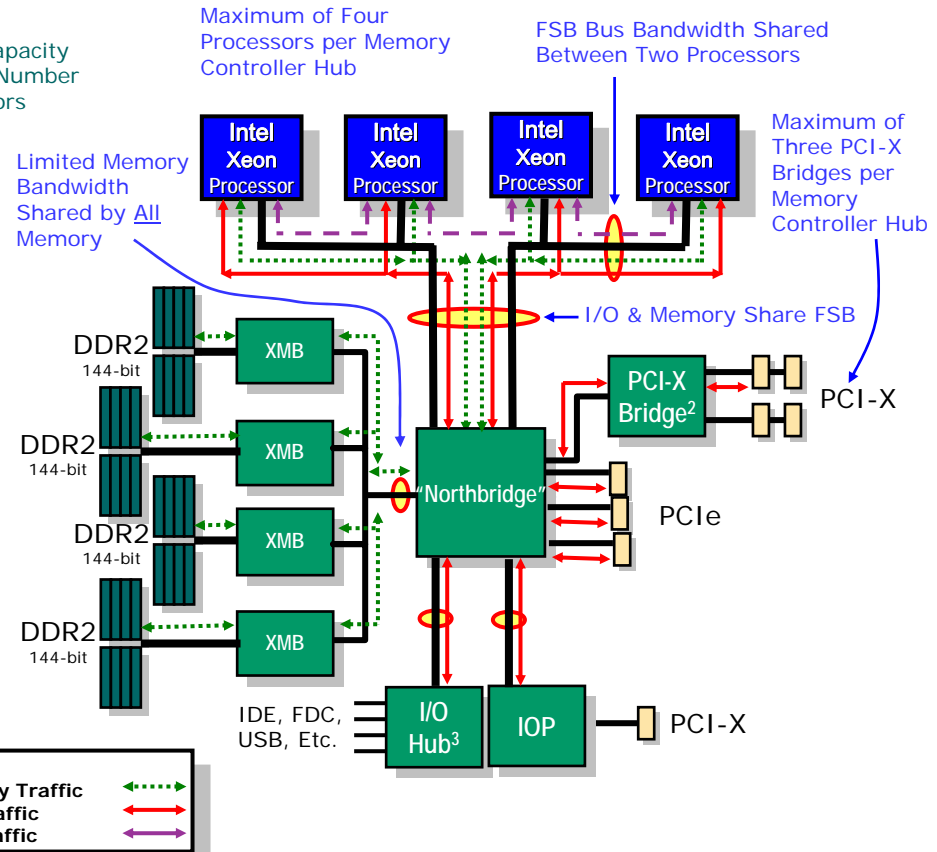 Maximum of Four
Processors per Memory
Controller Hub
FSB Bus Bandwidth Shared
Between Two Processors
apacity
Number
ors
Maximum of
Three PCI-X
Bridges per
Memory
Controller Hub
Limited Memory
Bandwidth
Shared by All
Memory
Intel
Xeon
Processor
Intel
Xeon
Processor
Intel
Xeon
Processor
Intel
Xeon
Processor
I/O & Memory Share FSB
DDR2
144-bit
XMB
DDR2
144-bit
XMB
DDR2
144-bit
XMB
DDR2
144-bit
XMB
"Northbridge"
PCI-X
Bridge²
PCI-X
PCIe
IDE, FDC,
USB, Etc.
I/O
Hub³
IOP
PCI-X
y Traffic
affic
affic